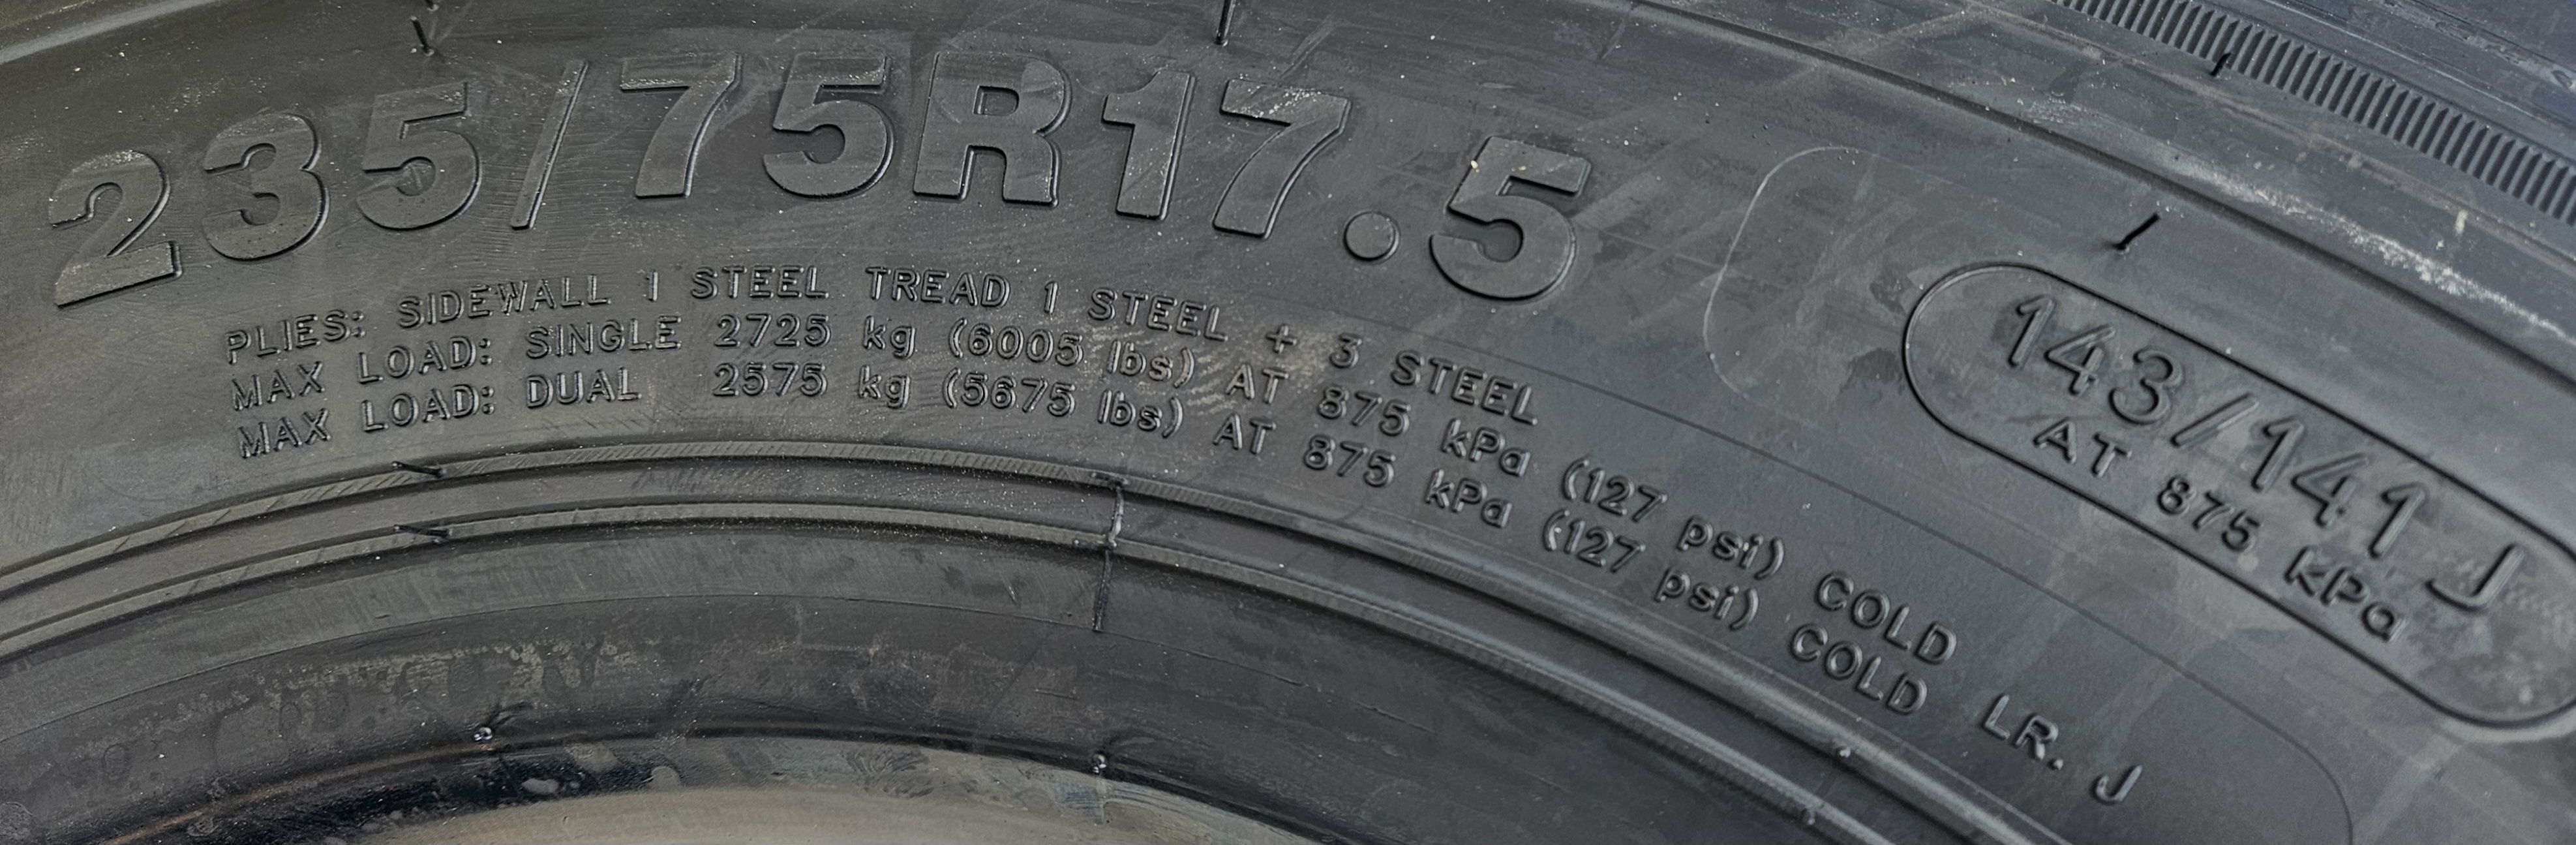 235/75R17.5
PLIES: SIDEWALL 1 STEEL TREAD 1 STEEL + 3 STEEL
MAX LOAD: SINGLE 2725 kg (6005 lbs) AT 875 kPa (127 psi) COLD
MAX LOAD: DUAL 2575 kg (5675 lbs) AT 875 kPa (127 psi) COLD LR. J
143/141 J
AT 875 KPa